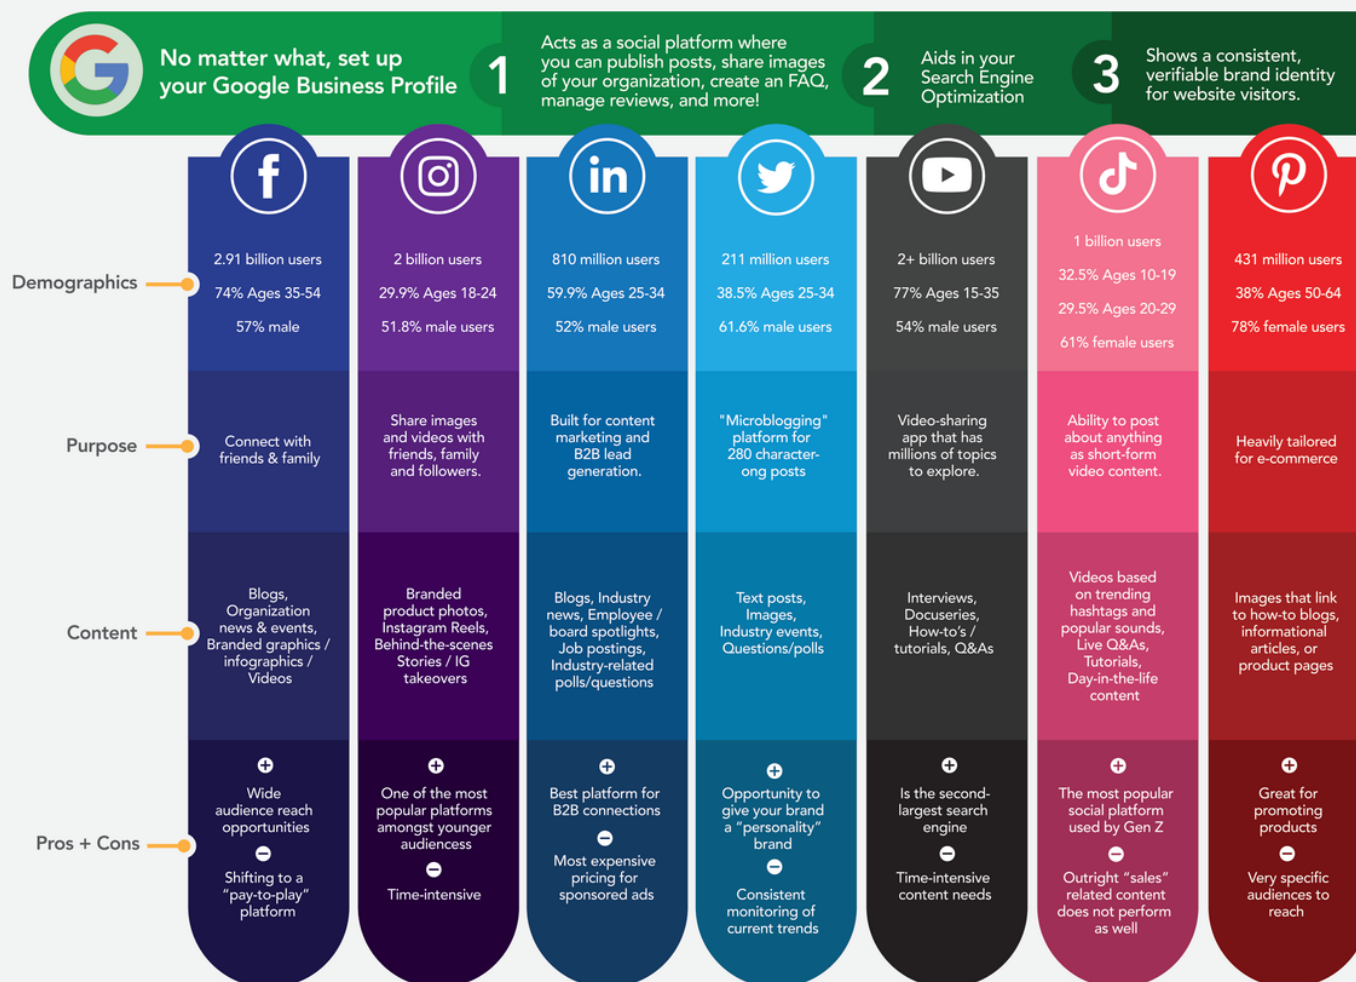 No matter what, set up
your Google Business Profile
1
Acts as a social platform where
you can publish posts, share images
of your organization, create an FAQ,
manage reviews, and more!
2
Aids in your
Search Engine
Optimization
3
Shows a consistent,
verifiable brand identity
for website visitors.
Demographics
2.91 billion users
74% Ages 35-54
57% male
2 billion users
29.9% Ages 18-24
51.8% male users
810 million users
59.9% Ages 25-34
52% male users
211 million users
38.5% Ages 25-34
61.6% male users
2+ billion users
77% Ages 15-35
54% male users
1 billion users
32.5% Ages 10-19
29.5% Ages 20-29
61% female users
431 million users
38% Ages 50-64
78% female users
Purpose
Connect with
friends & family
Share images
and videos with
friends, family
and followers.
Built for content
marketing and
B2B lead
generation.
"Microblogging"
platform for
280 character-
ong posts
Video-sharing
app that has
millions of topics
to explore.
Ability to post
about anything
as short-form
video content.
Heavily tailored
for e-commerce
Content
Blogs,
Organization
news & events,
Branded graphics /
infographics /
Videos
Branded
product photos,
Instagram Reels,
Behind-the-scenes
Stories / IG
takeovers
Blogs, Industry
news, Employee /
board spotlights,
Job postings,
Industry-related
polls/questions
Text posts,
Images,
Industry events,
Questions/polls
Interviews,
Docuseries,
How-to's /
tutorials, Q&As
Videos based
on trending
hashtags and
popular sounds,
Live Q&As,
Tutorials,
Day-in-the-life
content
Images that link
to how-to blogs,
informational
articles, or
product pages
Pros + Cons
Wide
audience reach
opportunities
Shifting to a
“pay-to-play”
platform
One of the most
popular platforms
amongst younger
audiencess
Time-intensive
Best platform for
B2B connections
Most expensive
pricing for
sponsored ads
Opportunity to
give your brand
a “personality”
brand
Consistent
monitoring of
current trends
Is the second-
largest search
engine
Time-intensive
content needs
The most popular
social platform
used by Gen Z
Outright “sales”
related content
does not perform
as well
Great for
promoting
products
Very specific
audiences to
reach